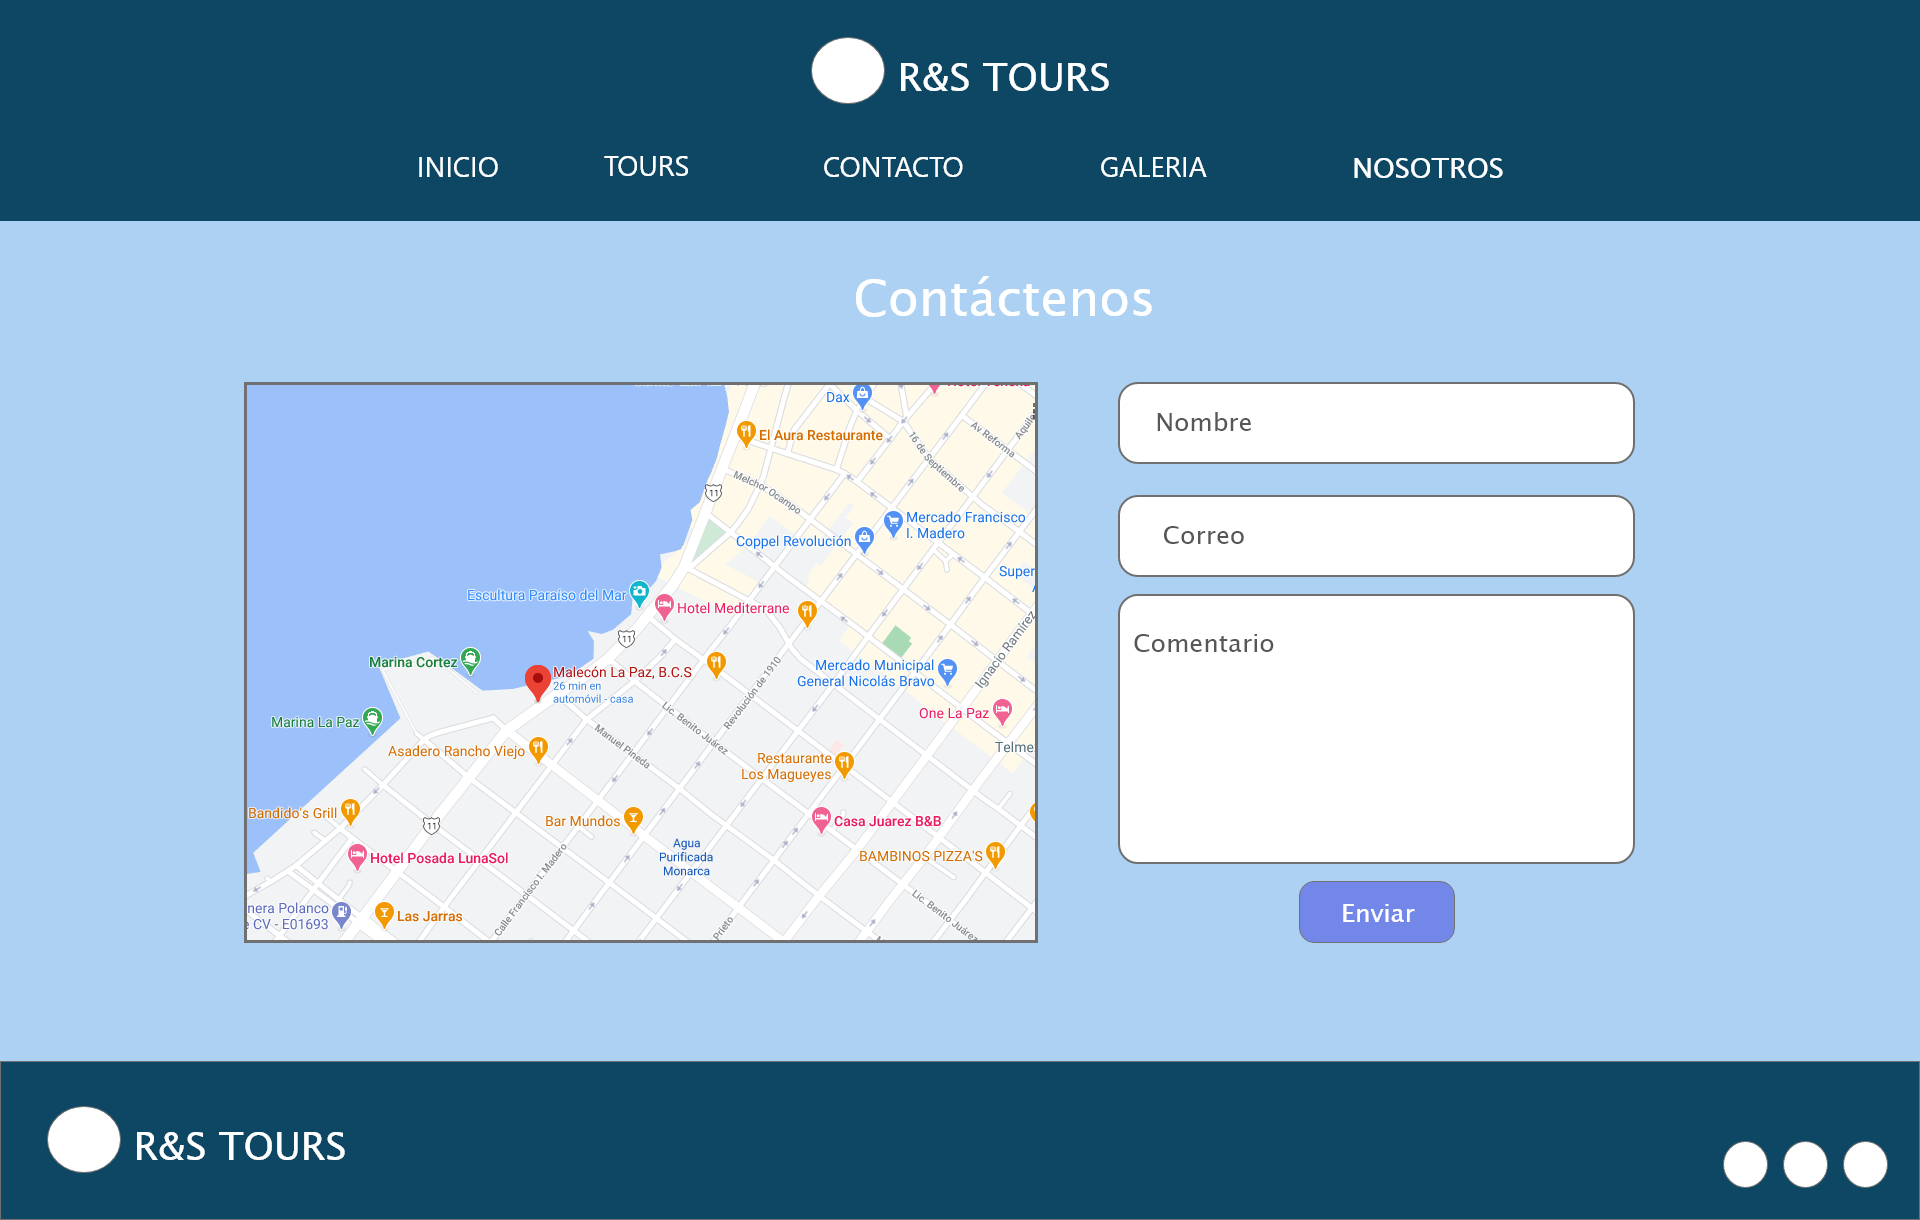 R&S TOURS
INICIO
TOURS
CONTACTO
GALERIA
NOSOTROS
Contáctenos
Dax
El Aura Restaurante
Av Reforma
16 de Septiembre
Melchor Ocampo
11
Mercado Francisco
I. Madero
Coppel Revolución
Super
Escultura Paraíso del Mar
Hotel Mediterrane
11
Ignacio Ramírez
Marina Cortez
Malecón La Paz, B.C.S
26 min en
automóvil - casa
Revolución de 1910
Mercado Municipal
General Nicolás Bravo
Marina La Paz
Lic. Benito Juárez
One La Paz
Manuel Pineda
Asadero Rancho Viejo
Telme
Restaurante
Los Magueyes
Bandido's Grill
11
Bar Mundos
Casa Juarez B&B
Agua
Purificada
Monarca
Hotel Posada LunaSol
BAMBINOS PIZZA'S
Calle Francisco I. Madero
Lic. Benito Juárez
nera Polanco
CV - E01693
Las Jarras
Prieto
Nombre
Correo
Comentario
Enviar
R&S TOURS